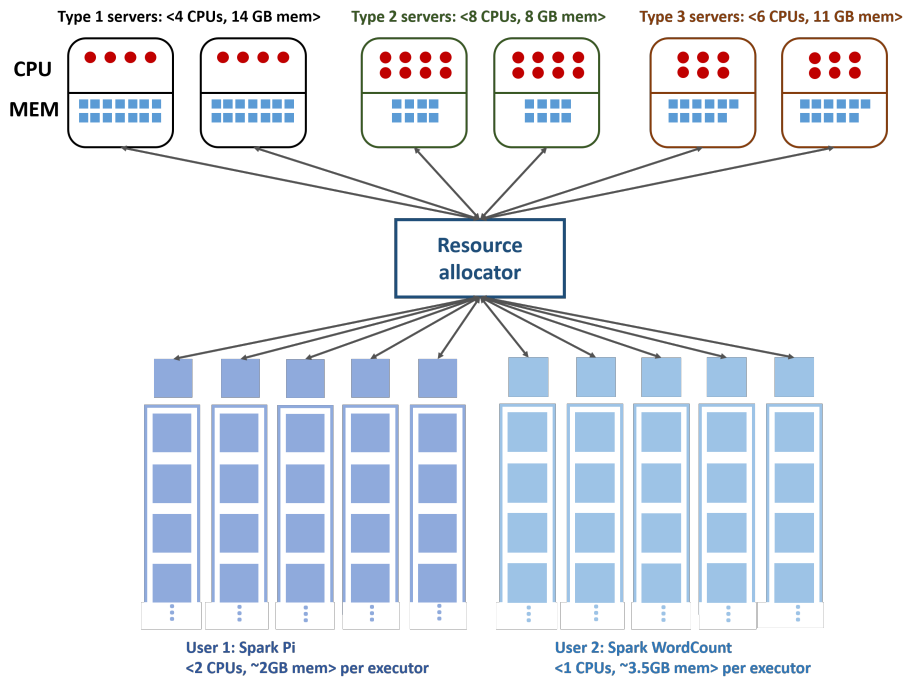 Type 1 servers: <4 CPUs, 14 GB mem>
Type 2 servers: <8 CPUs, 8 GB mem>
Type 3 servers: <6 CPUs, 11 GB mem>
CPU
MEM
Resource
allocator
User 1: Spark Pi
<2 CPUs, ~2GB mem> per executor
User 2: Spark WordCount
<1 CPUs, ~3.5GB mem> per executor